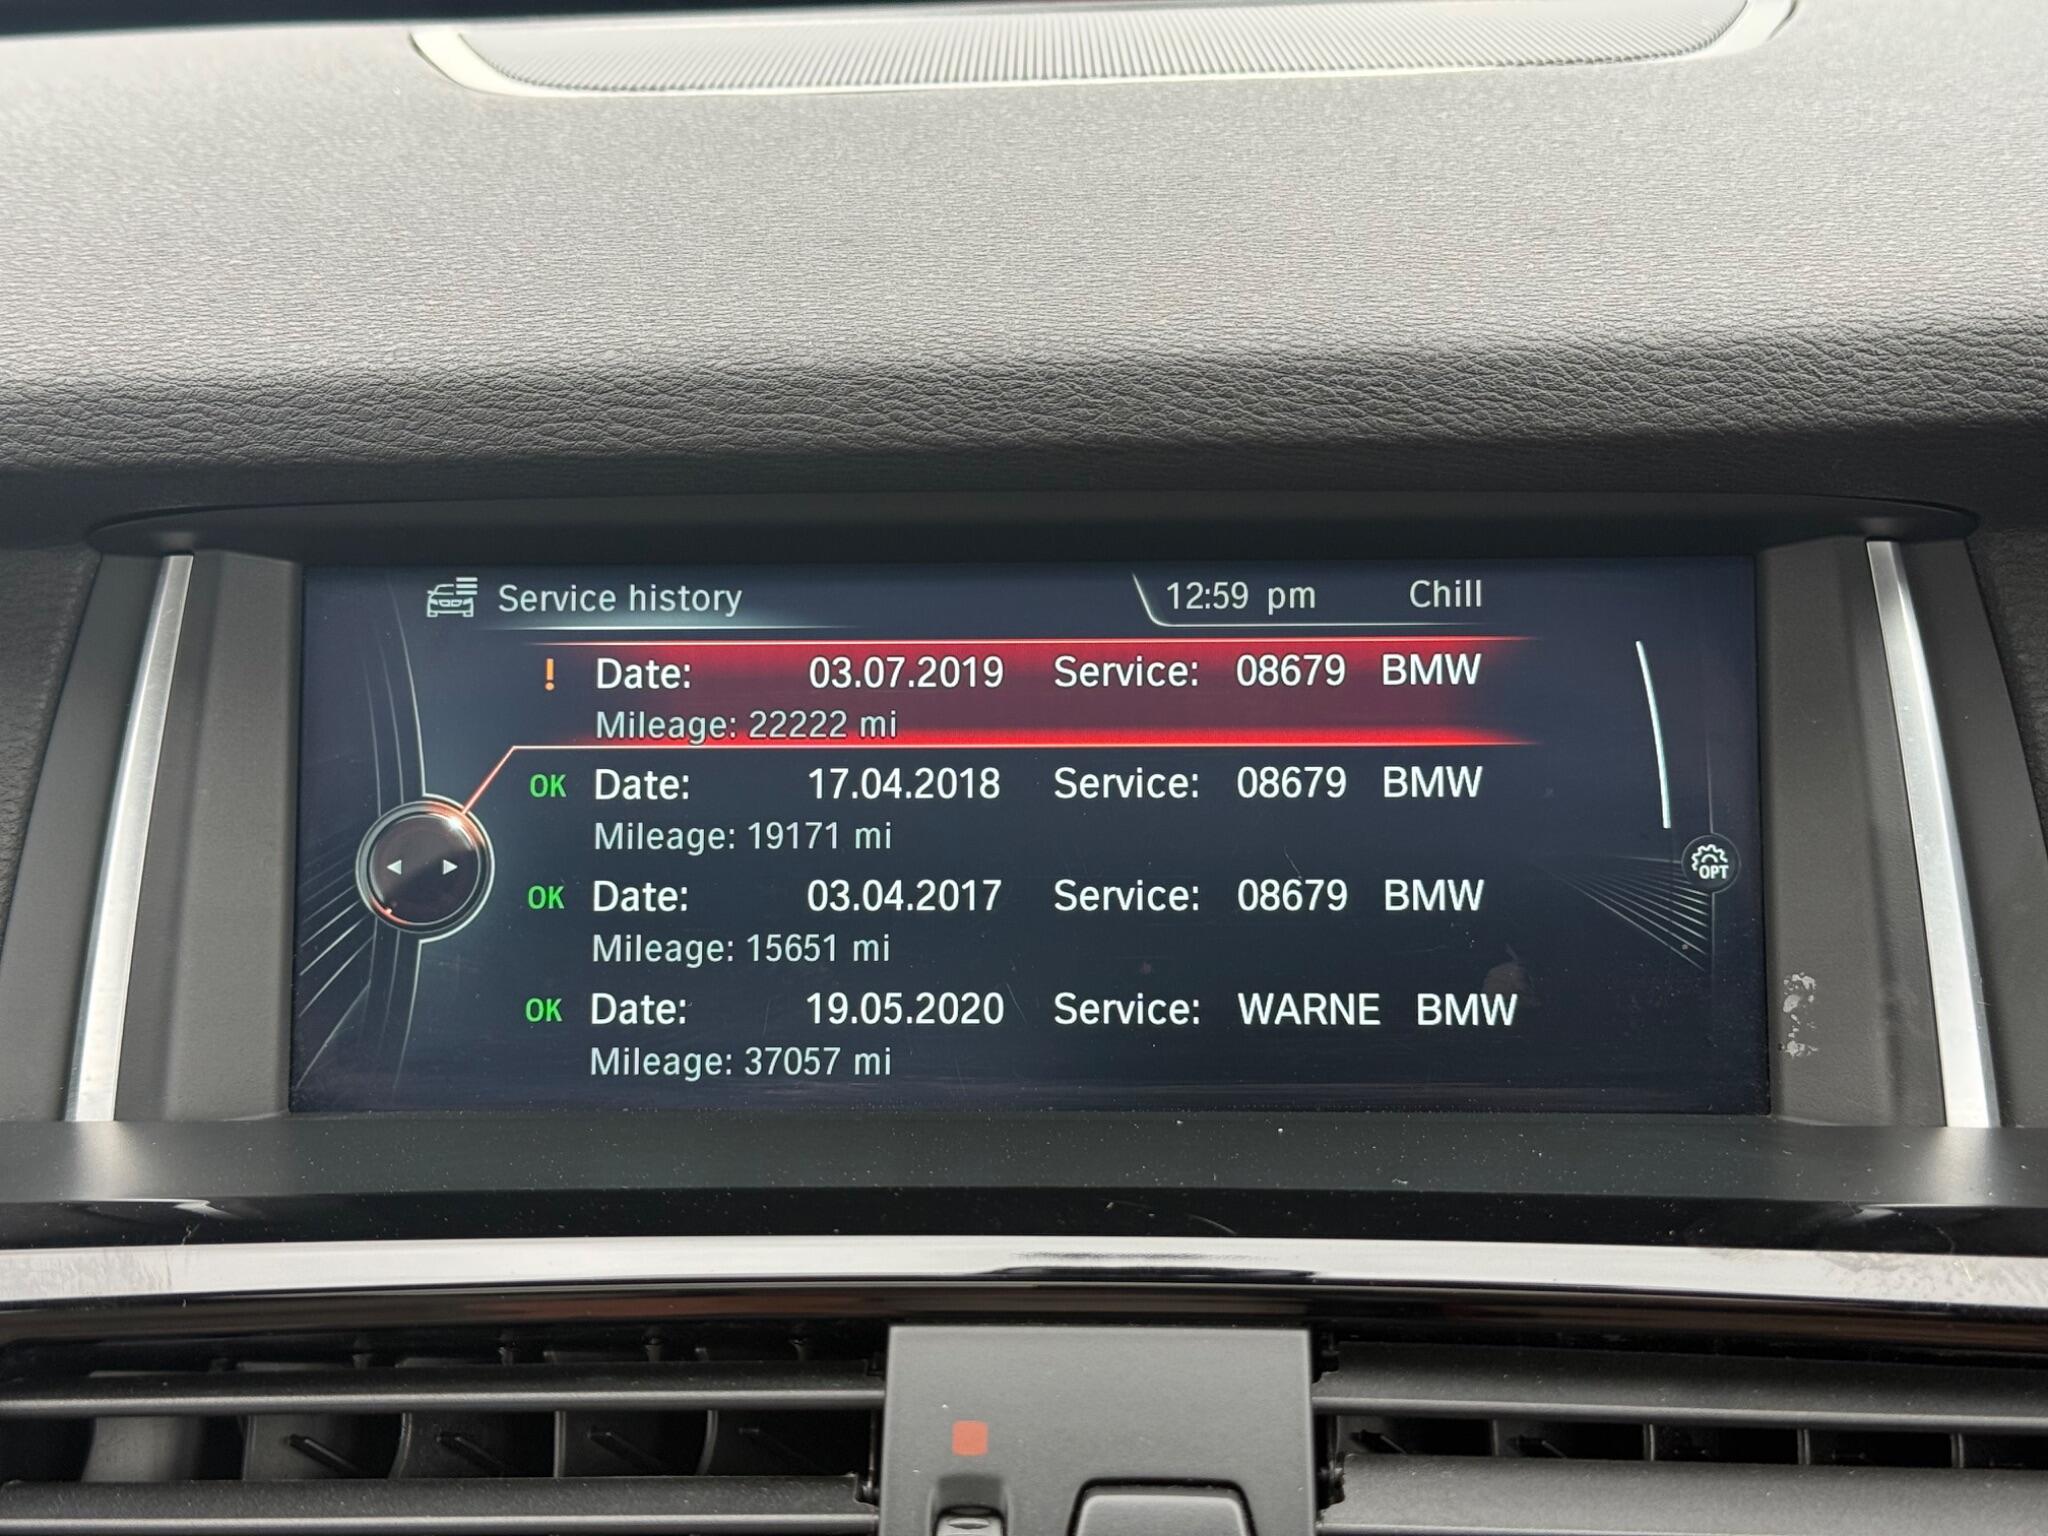 Service history 12:59 pm Chill
! Date: 03.07.2019 Service: 08679 BMW
Mileage: 22222 mi
OK Date: 17.04.2018 Service: 08679 BMW
Mileage: 19171 mi
OK Date: 03.04.2017 Service: 08679 BMW
Mileage: 15651 mi
OPT
OK Date: 19.05.2020 Service: WARNE BMW
Mileage: 37057 mi